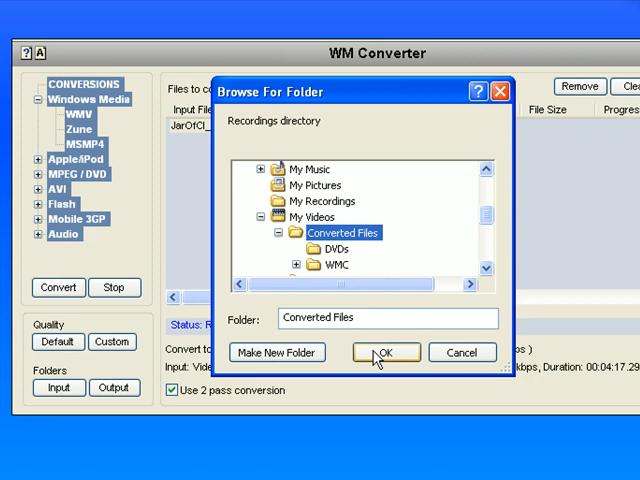 ? A
WM Converter
CONVERSIONS
Windows Media
WMV
Zune
MSMP4
Apple/iPod
MPEG / DVD
AVI
Flash
Mobile 3GP
Audio
Convert Stop
Quality
Default Custom
Folders
Input Output
Files to co
Remove Clea
Input File File Size Progres
JarOfCl_
Browse For Folder
?
Recordings directory
My Music
My Pictures
My Recordings
My Videos
Converted Files
DVDs
WMC
Folder: Converted Files
Make New Folder OK Cancel
Status: R
Convert to ps )
Input: Vide kbps, Duration: 00:04:17.29
Use 2 pass conversion